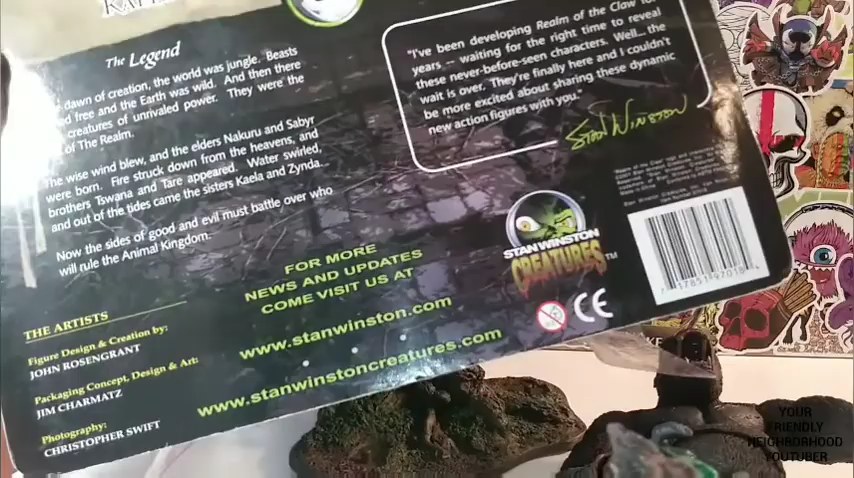 The Legend
dawn of creation, the world was jungle. Beasts
free and the Earth was wild. And then there
creatures of unrivaled power. They were the
of The Realm.
The wise wind blew, and the elders Nakuru and Sabyr
were born. Fire struck down from the heavens, and
brothers Tswana and Tare appeared. Water swirled,
and out of the tides came the sisters Kaela and Zynda.
Now the sides of good and evil must battle over who
will rule the Animal Kingdom.
THE ARTISTS
Figure Design & Creation by:
JOHN ROSENGRANT
Packaging Concept, Design & Art:
JIM CHARMATZ
Photography:
CHRISTOPHER SWIFT
FOR MORE
NEWS AND UPDATES
COME VISIT US AT
www.stanwinston.com
www.stanwinstoncreatures.com
"I've been developing Realm of the Claw for
years -- waiting for the right time to reveal
these never-before-seen characters. Well... the
wait is over. They're finally here and I couldn't
be more excited about sharing these dynamic
new action figures with you."
Stan Winston
STAN WINSTON
CREATURES™
CE
YOUR
FRIENDLY
NEIGHBORHOOD
YOUTUBER